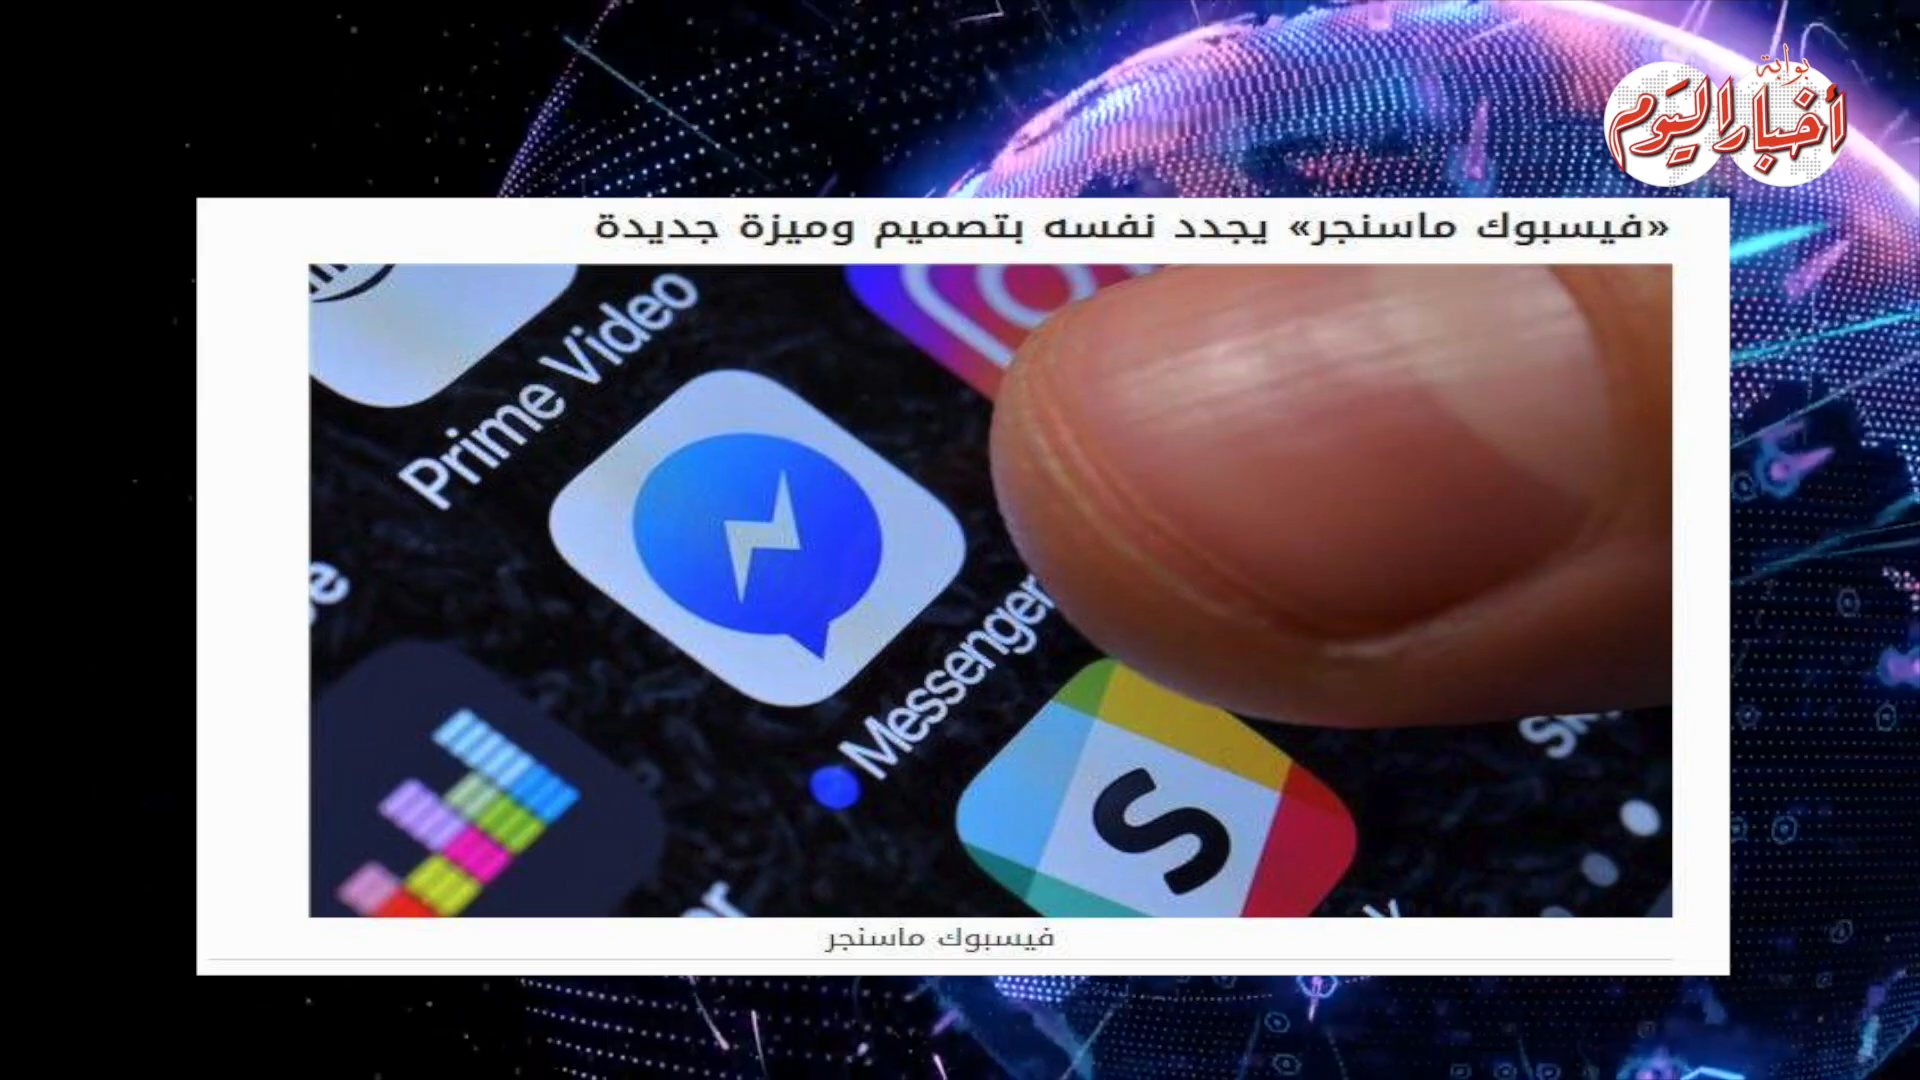 بوابة
أخبار اليوم
«فيسبوك ماسنجر» يجدد نفسه بتصميم وميزة جديدة
Prime Video
Messenger
S
فيسبوك ماسنجر